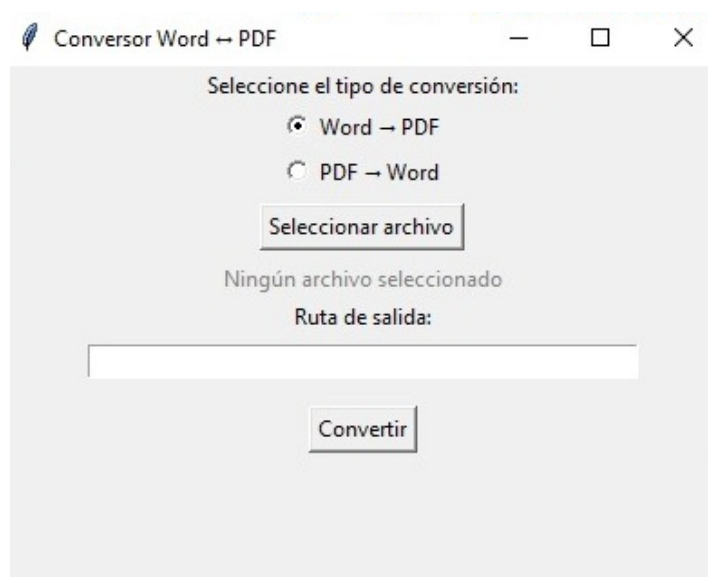 Conversor Word ↔ PDF
Seleccione el tipo de conversión:
Word → PDF
PDF → Word
Seleccionar archivo
Ningún archivo seleccionado
Ruta de salida:
Convertir